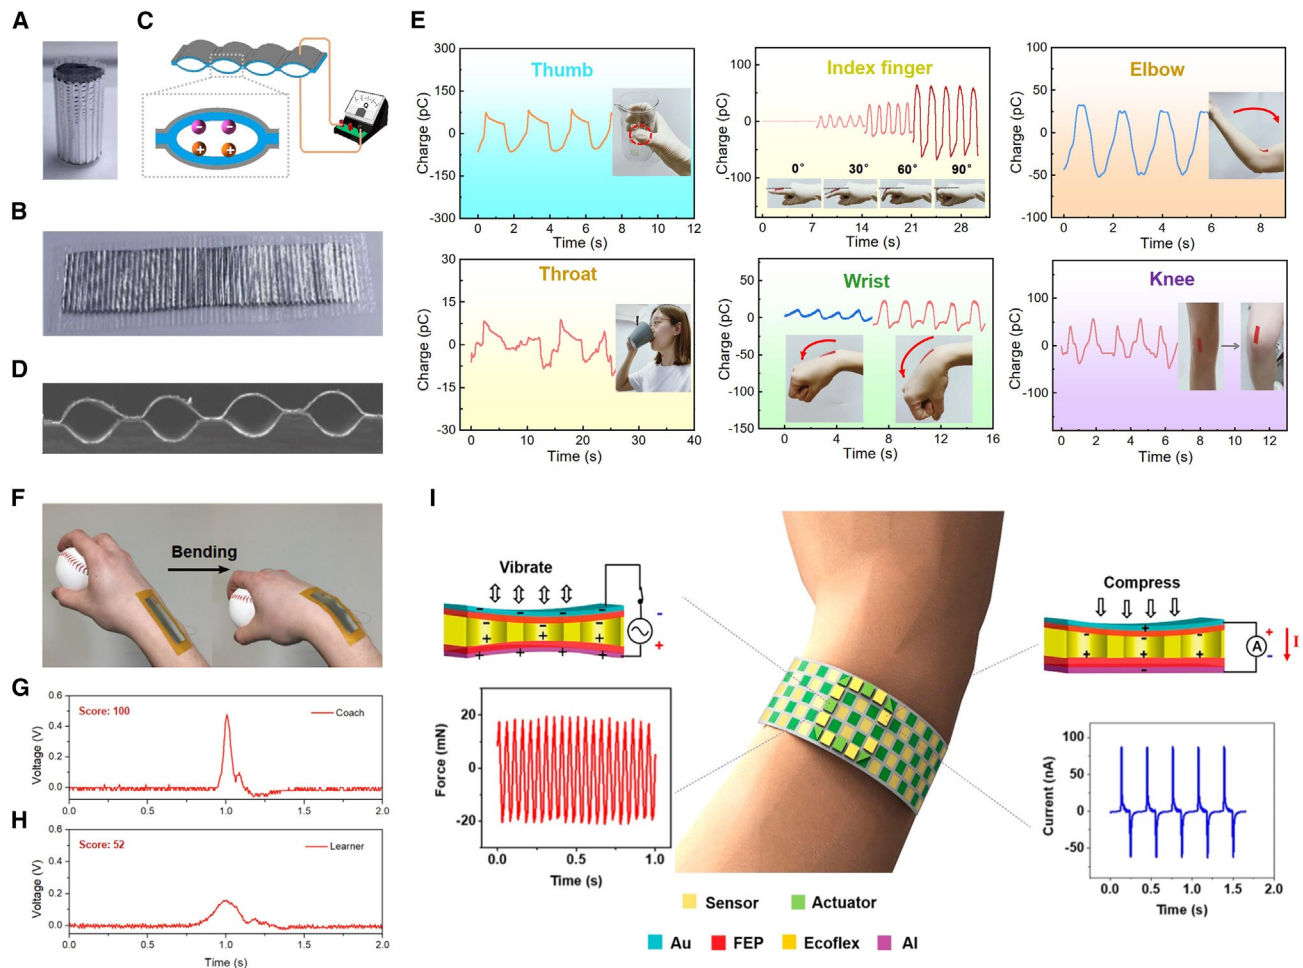 A
C
E
B
D
F
Bending
G
0.6
0.4
0.2
0.0
Voltage (V)
Score: 100
Coach
0.0
0.5
1.0
1.5
2.0
H
0.6
0.4
0.2
0.0
Voltage (V)
Score: 52
Learner
0.0
0.5
1.0
1.5
2.0
Time (s)
Thumb
300
150
0
-150
-300
Charge (pC)
0 2 4 6 8 10 12
Time (s)
Index finger
100
0
-100
Charge (pC)
0° 30° 60° 90°
0 7 14 21 28
Time (s)
Elbow
100
50
0
-50
-100
Charge (pC)
0 2 4 6 8
Time (s)
Throat
30
15
0
-15
-30
Charge (pC)
0 10 20 30 40
Time (s)
Wrist
50
25
0
-25
-50
-75
-100
-125
-150
Charge (pC)
0 4 8 12 16
Time (s)
Knee
100
0
-100
Charge (pC)
0 2 4 6 8 10 12
Time (s)
I
Vibrate
Compress
A
I
20
0
-20
Force (mN)
0.0 0.5 1.0
Time (s)
100
50
0
-50
Current (nA)
0.0 0.5 1.0 1.5 2.0
Time (s)
Sensor Actuator
Au FEP Ecoflex Al